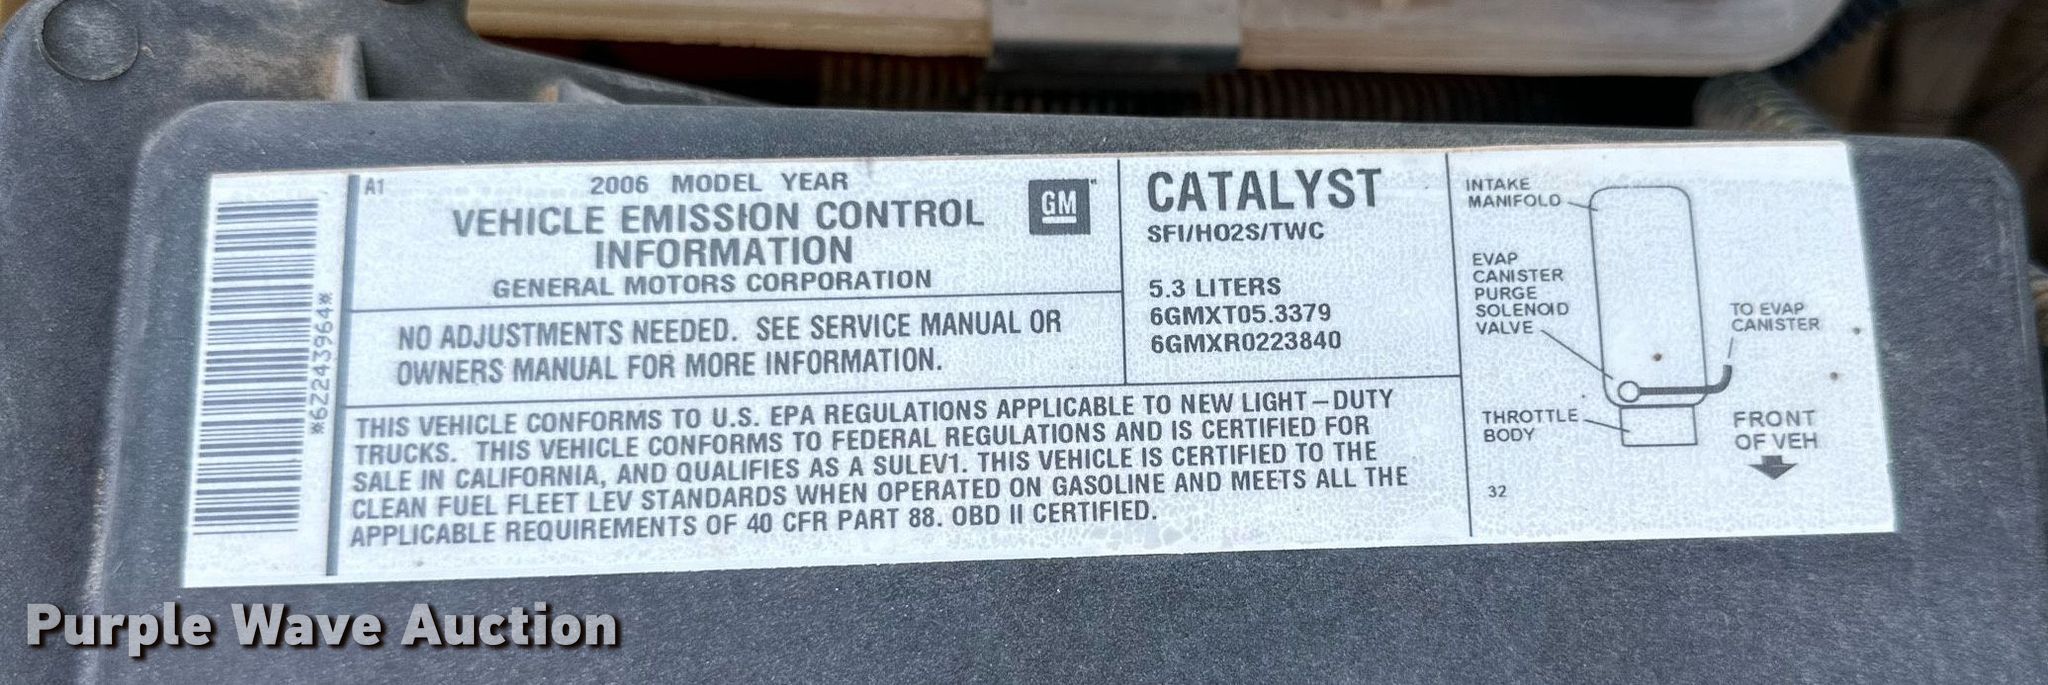 *6Z2439964*
A1
2006 MODEL YEAR
VEHICLE EMISSION CONTROL
INFORMATION
GENERAL MOTORS CORPORATION
GM
NO ADJUSTMENTS NEEDED. SEE SERVICE MANUAL OR
OWNERS MANUAL FOR MORE INFORMATION.
CATALYST
SFI/HO2S/TWC
5.3 LITERS
6GMXT05.3379
6GMXR0223840
THIS VEHICLE CONFORMS TO U.S. EPA REGULATIONS APPLICABLE TO NEW LIGHT-DUTY
TRUCKS. THIS VEHICLE CONFORMS TO FEDERAL REGULATIONS AND IS CERTIFIED FOR
SALE IN CALIFORNIA, AND QUALIFIES AS A SULEV1. THIS VEHICLE IS CERTIFIED TO THE
CLEAN FUEL FLEET LEV STANDARDS WHEN OPERATED ON GASOLINE AND MEETS ALL THE
APPLICABLE REQUIREMENTS OF 40 CFR PART 88. OBD II CERTIFIED.
INTAKE
MANIFOLD
EVAP
CANISTER
PURGE
SOLENOID
VALVE
TO EVAP
CANISTER
THROTTLE
BODY
FRONT
OF VEH
32
Purple Wave Auction